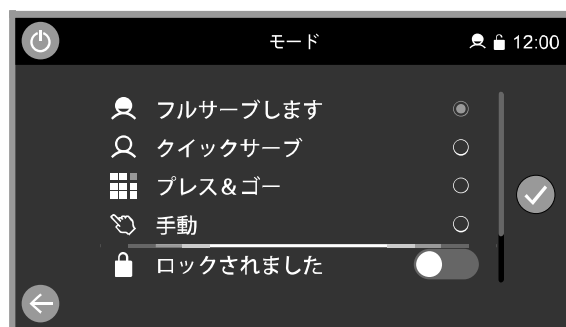 モード
12:00
フルサーブします
クイックサーブ
プレス&ゴー
手動
ロックされました